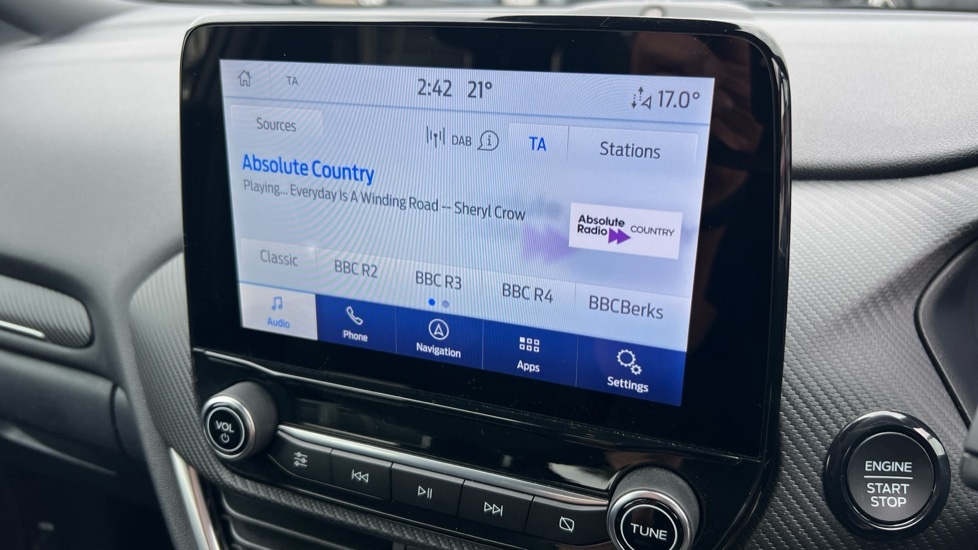 TA 2:42 21° 17.0°
Sources DAB TA Stations
Absolute Country
Playing... Everyday Is A Winding Road -- Sheryl Crow
Absolute
Radio COUNTRY
Classic BBC R2 BBC R3 BBC R4 BBCBerks
Audio Phone Navigation Apps Settings
VOL
TUNE
ENGINE
START
STOP